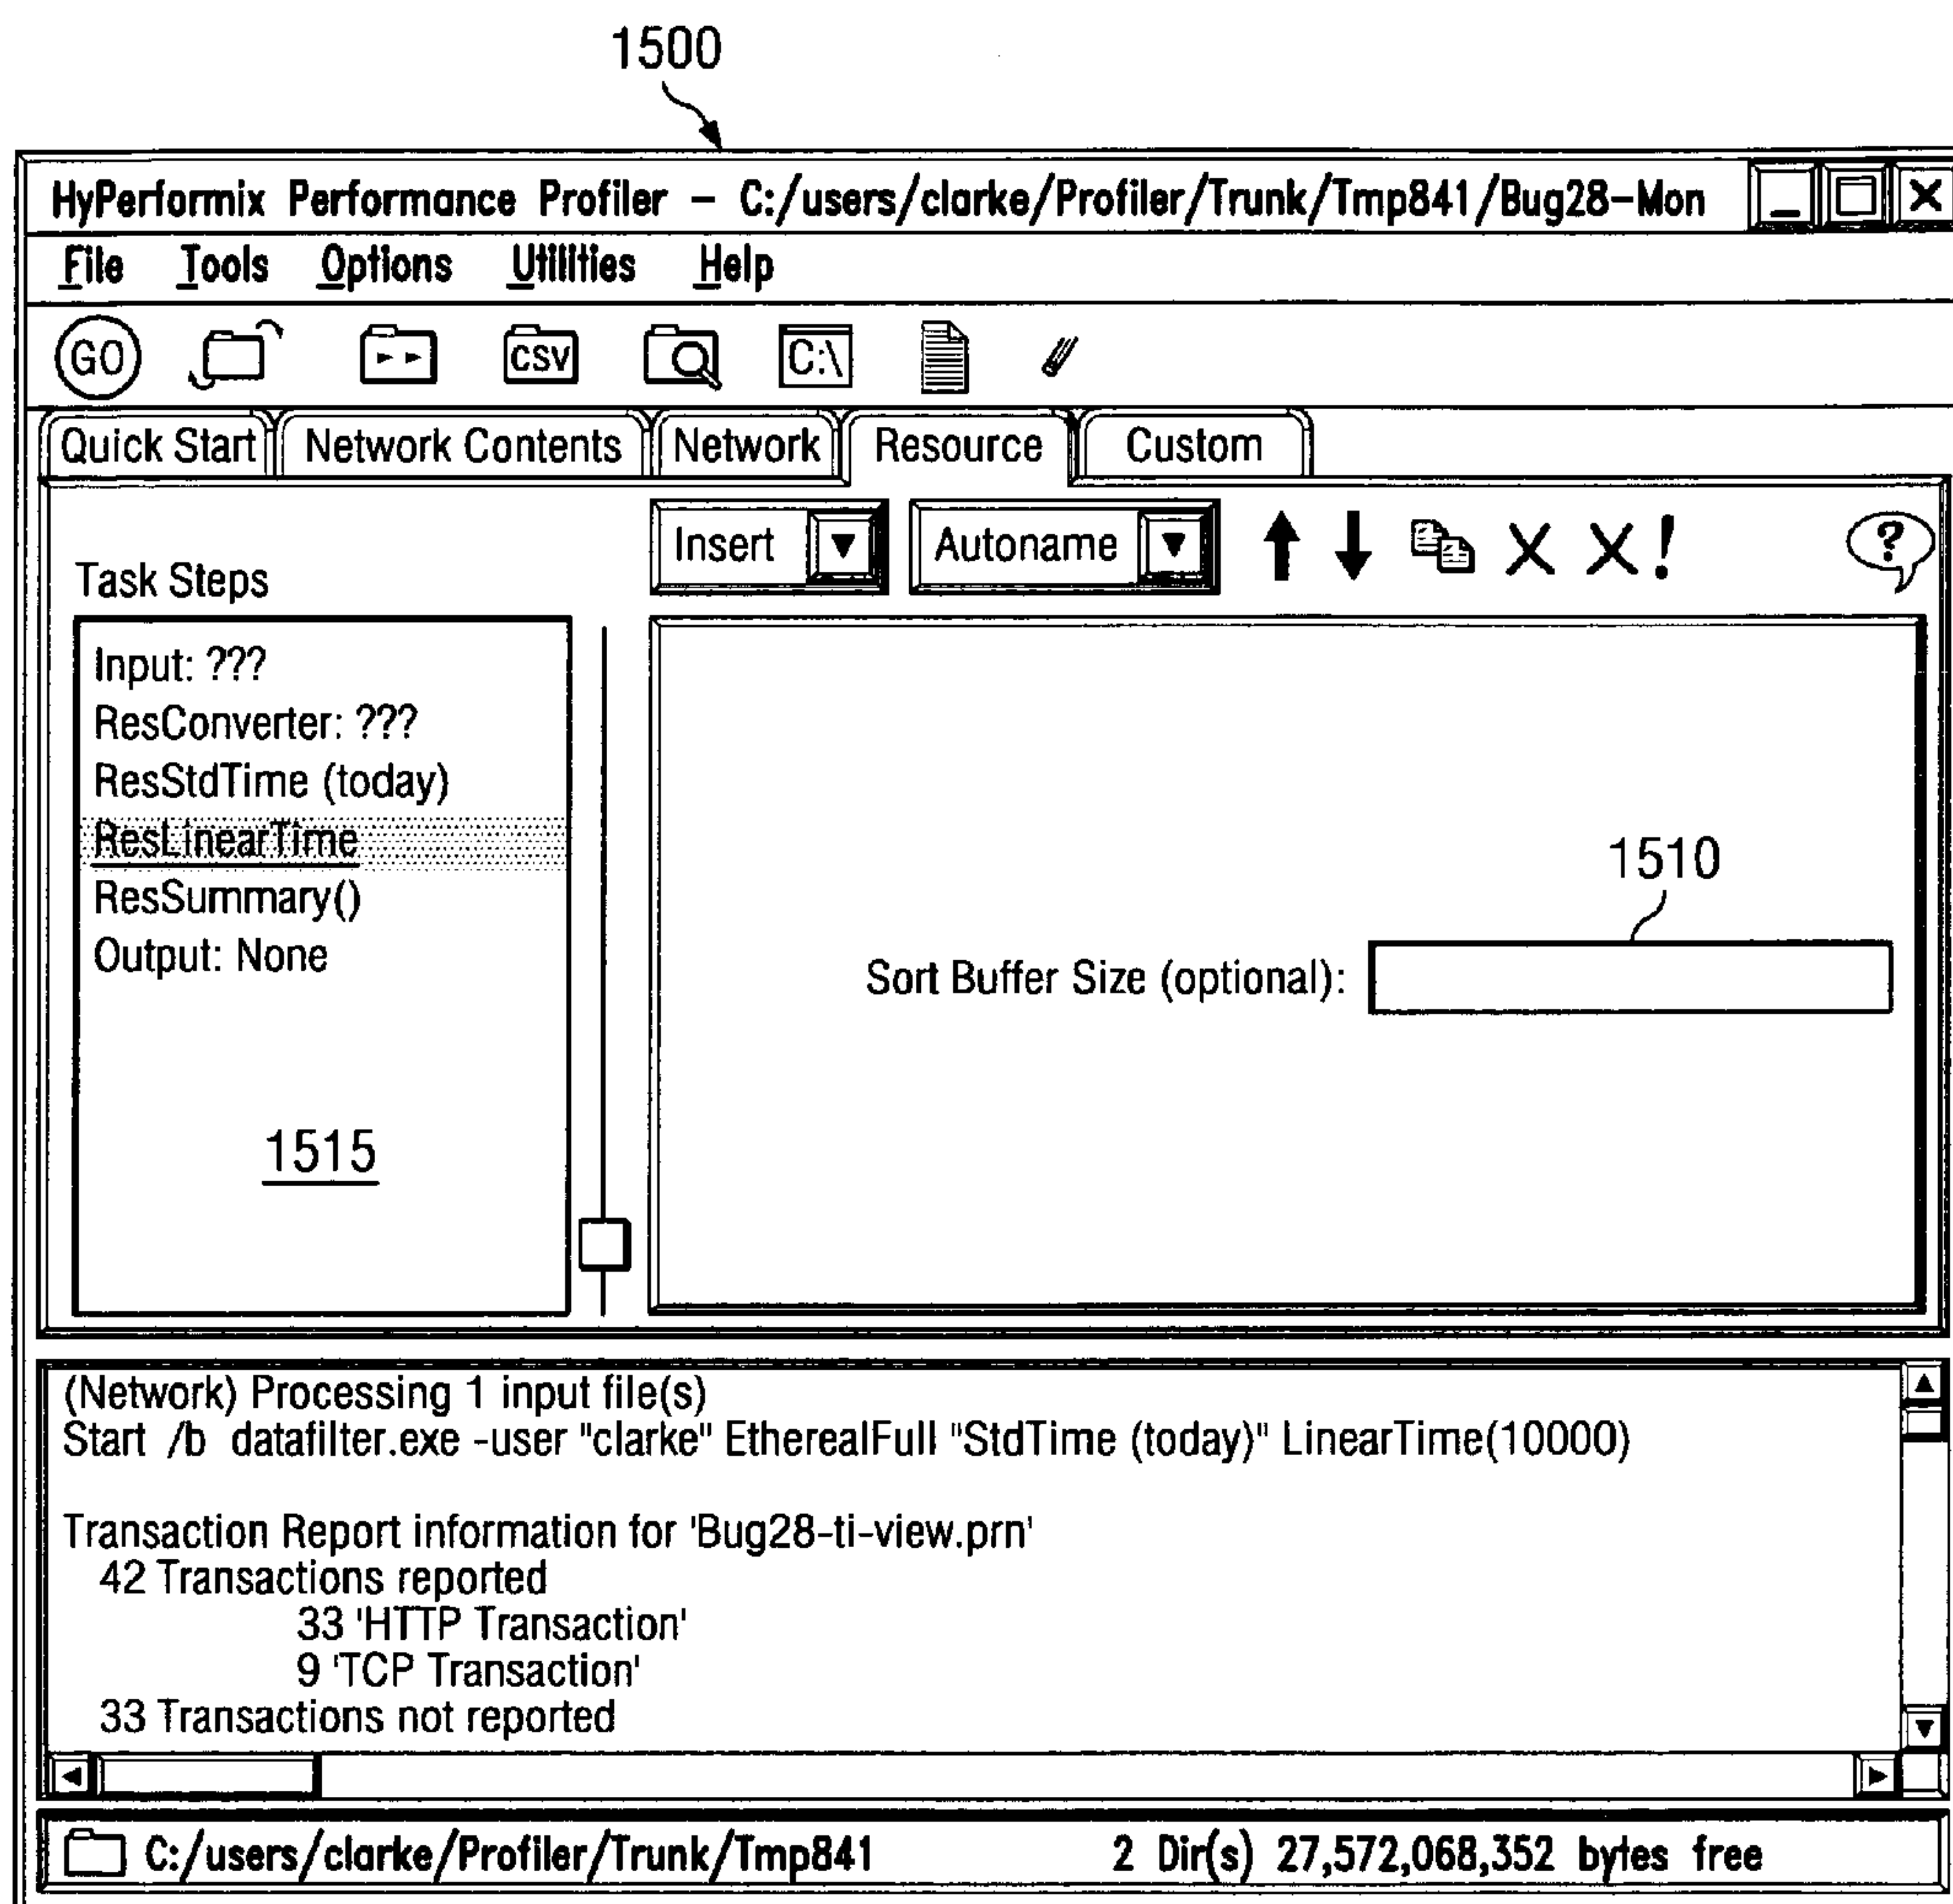 1500
HyPerformix Performance Profiler – C:/users/clarke/Profiler/Trunk/Tmp841/Bug28–Mon
File Tools Options Utilities Help
GO CSV C:\
Quick Start Network Contents Network Resource Custom
Insert Autoname X X! ?
Task Steps
Input: ???
ResConverter: ???
ResStdTime (today)
ResLinearTime
ResSummary()
Output: None
1510
Sort Buffer Size (optional):
1515
(Network) Processing 1 input file(s)
Start /b datafilter.exe -user "clarke" EtherealFull "StdTime (today)" LinearTime(10000)
Transaction Report information for 'Bug28-ti-view.prn'
42 Transactions reported
33 'HTTP Transaction'
9 'TCP Transaction'
33 Transactions not reported
C:/users/clarke/Profiler/Trunk/Tmp841 2 Dir(s) 27,572,068,352 bytes free